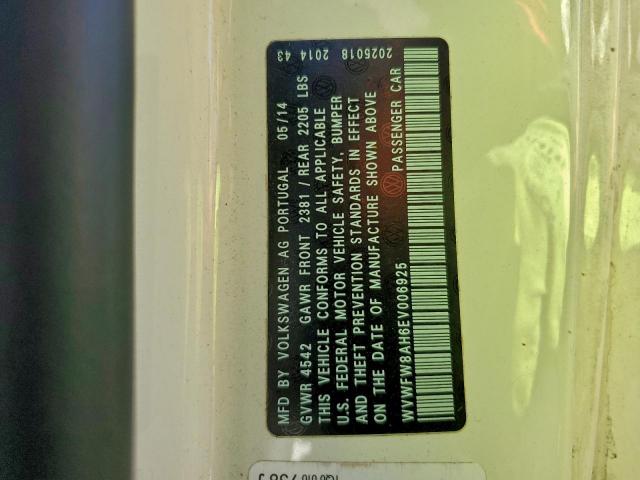 MFD BY VOLKSWAGEN AG PORTUGAL 05/14 2014 43 2025018
GVWR 4542 GAWR FRONT 2381 / REAR 2205 LBS
THIS VEHICLE CONFORMS TO ALL APPLICABLE
U.S. FEDERAL MOTOR VEHICLE SAFETY, BUMPER
AND THEFT PREVENTION STANDARDS IN EFFECT
ON THE DATE OF MANUFACTURE SHOWN ABOVE
WVWFW8AH6EV006925 PASSENGER CAR